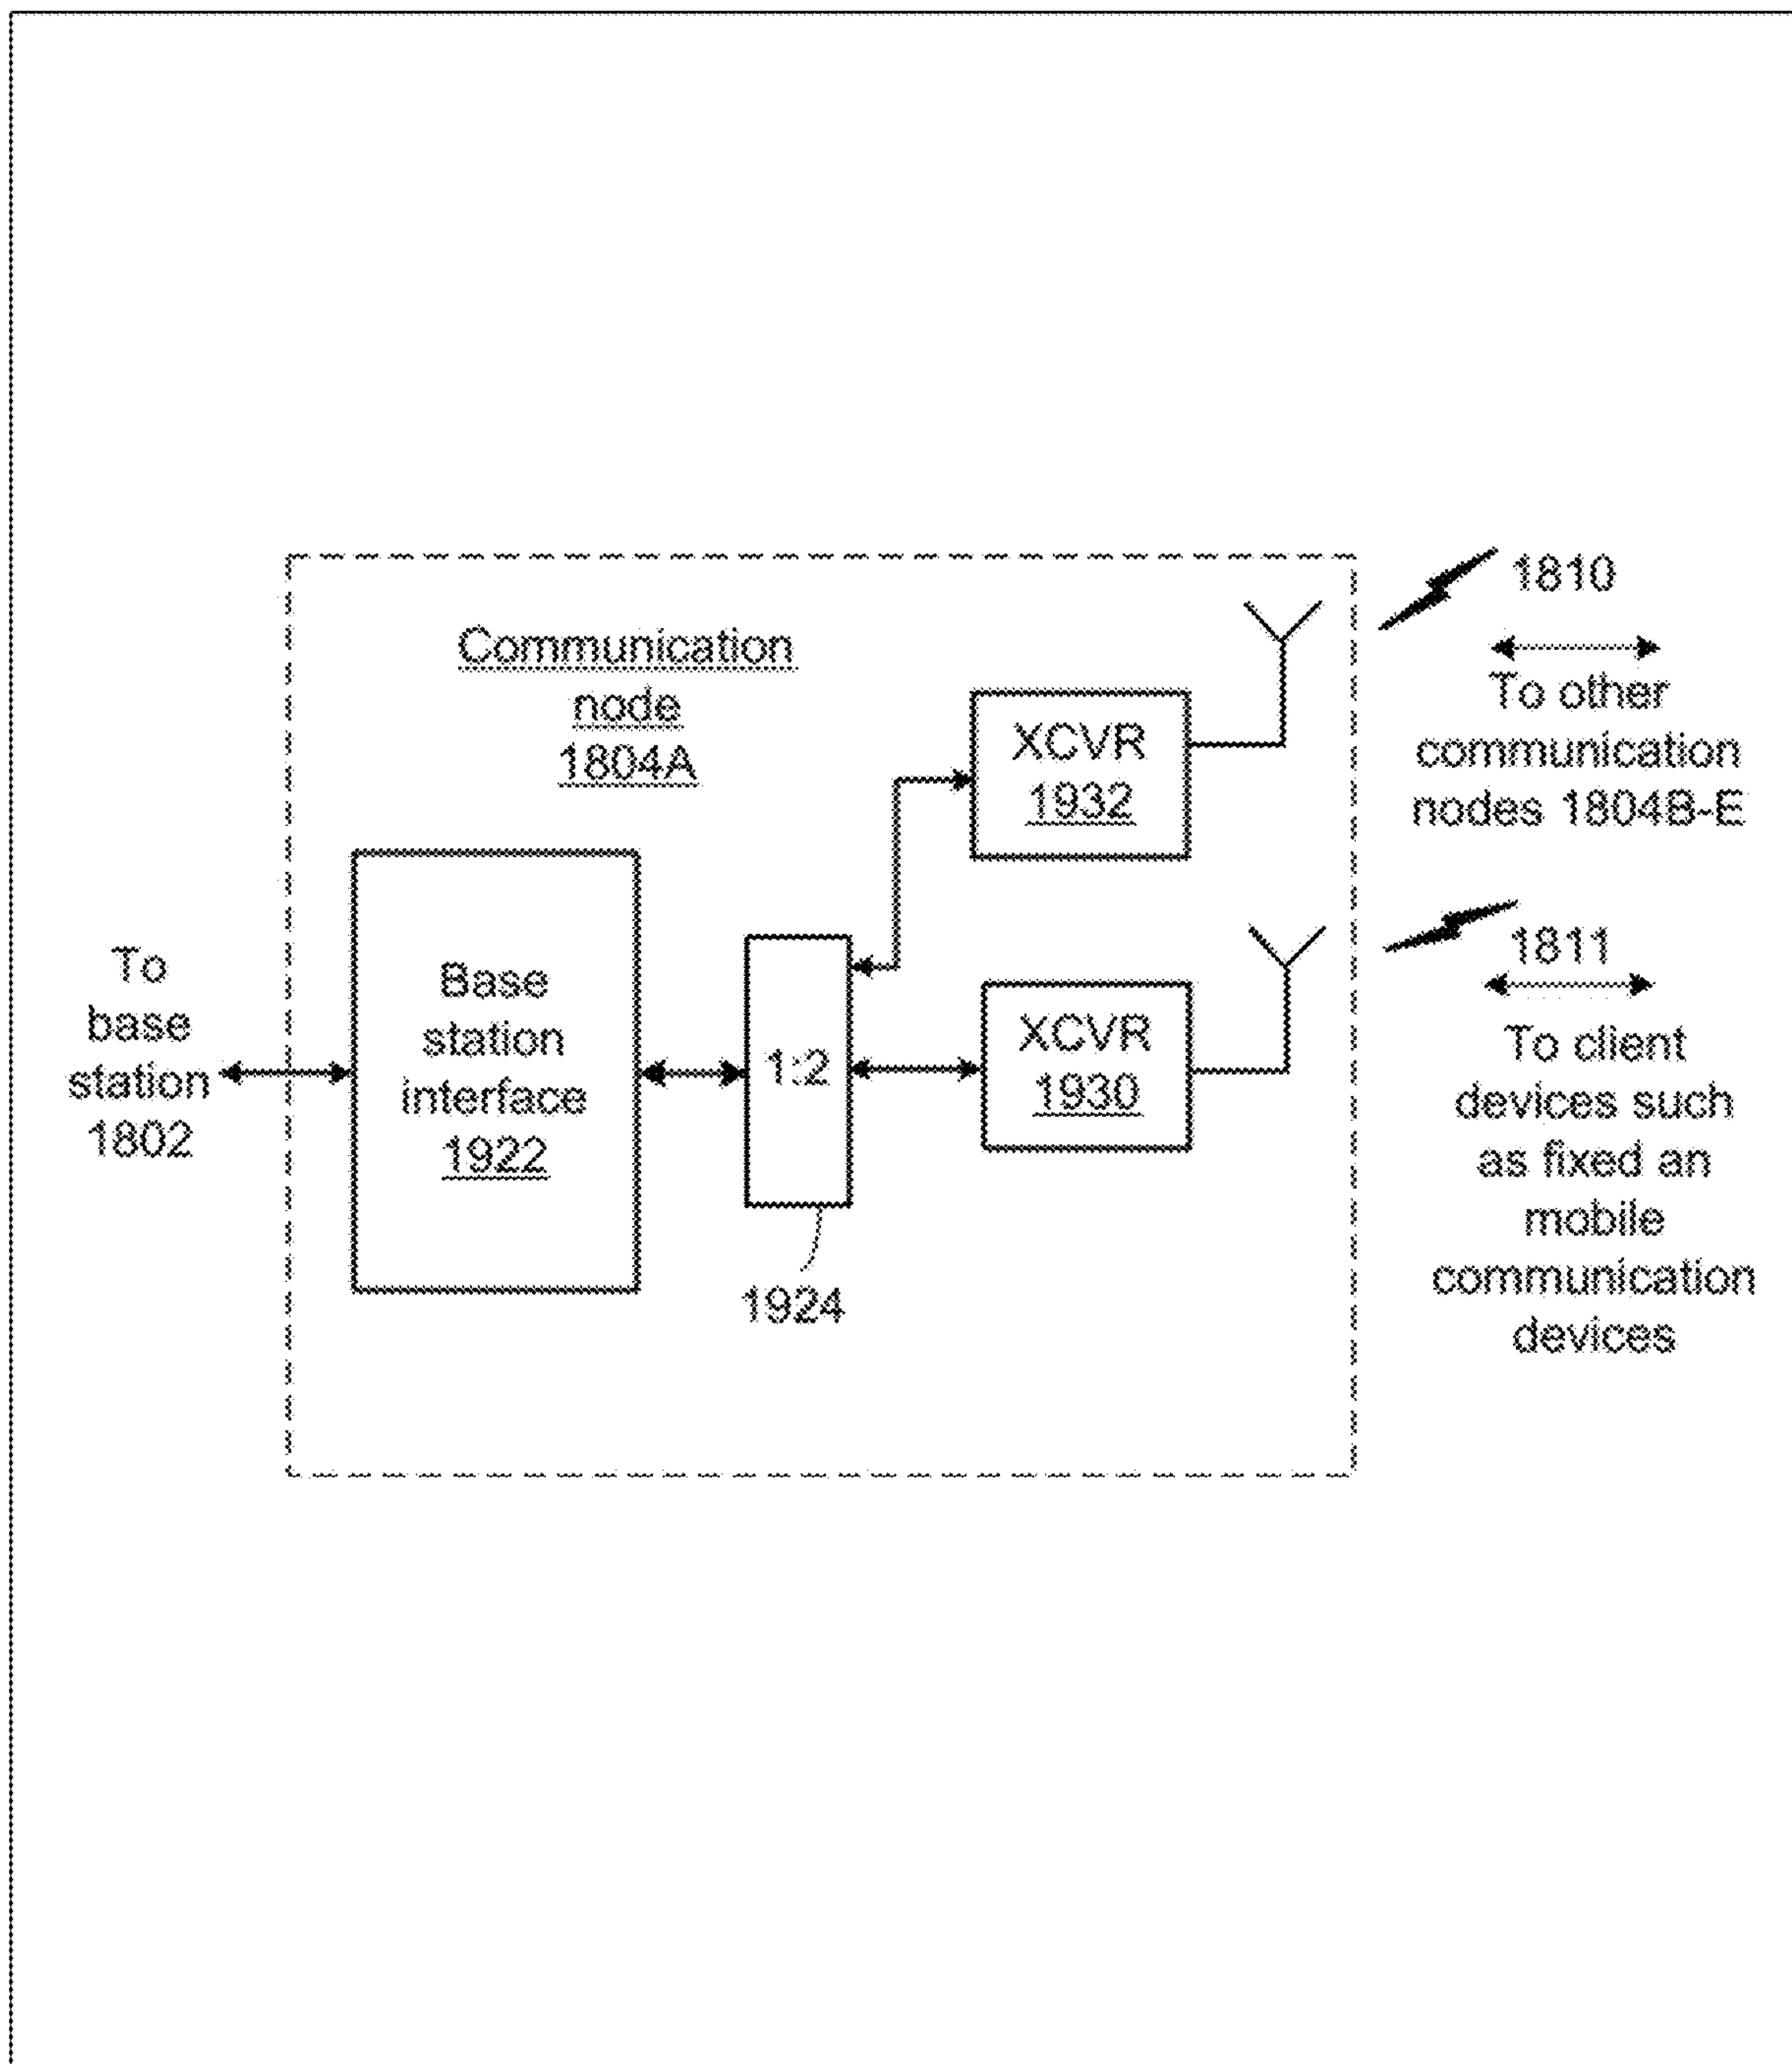 Communication
node
1804A
To
base
station
1802
Base
station
interface
1922
1:2
1924
XCVR
1932
XCVR
1930
1810
To other
communication
nodes 1804B-E
1811
To client
devices such
as fixed an
mobile
communication
devices